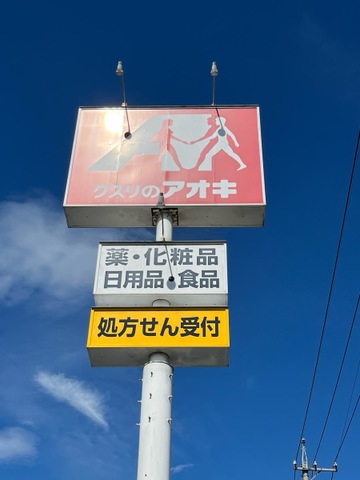 クスリのアオキ
薬・化粧品
日用品・食品
処方せん受付